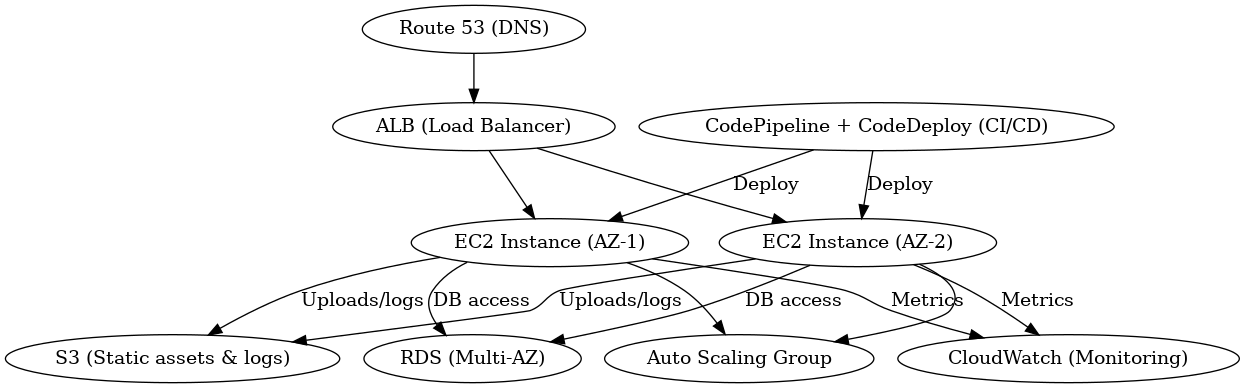 Route 53 (DNS)
ALB (Load Balancer)
CodePipeline + CodeDeploy (CI/CD)
Deploy
Deploy
EC2 Instance (AZ-1)
EC2 Instance (AZ-2)
Uploads/logs
DB access
Uploads/logs
DB access
Metrics
Metrics
S3 (Static assets & logs)
RDS (Multi-AZ)
Auto Scaling Group
CloudWatch (Monitoring)